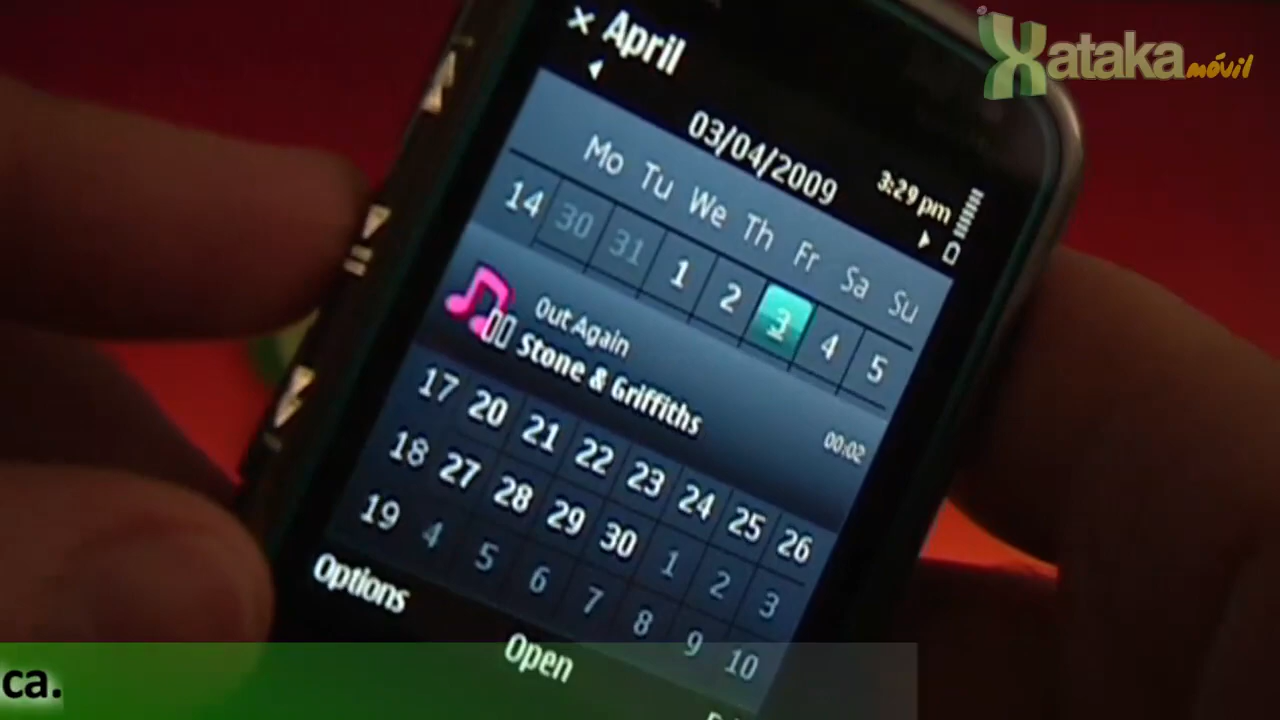 Xataka móvil
× April
03/04/2009
3:29 pm
Mo Tu We Th Fr Sa Su
14 30 31 1 2 3 4 5
Out Again
Stone & Griffiths
00:02
17 20 21 22 23 24 25 26
18 27 28 29 30 1 2 3
19 4 5 6 7 8 9 10
Options
Open
ca.